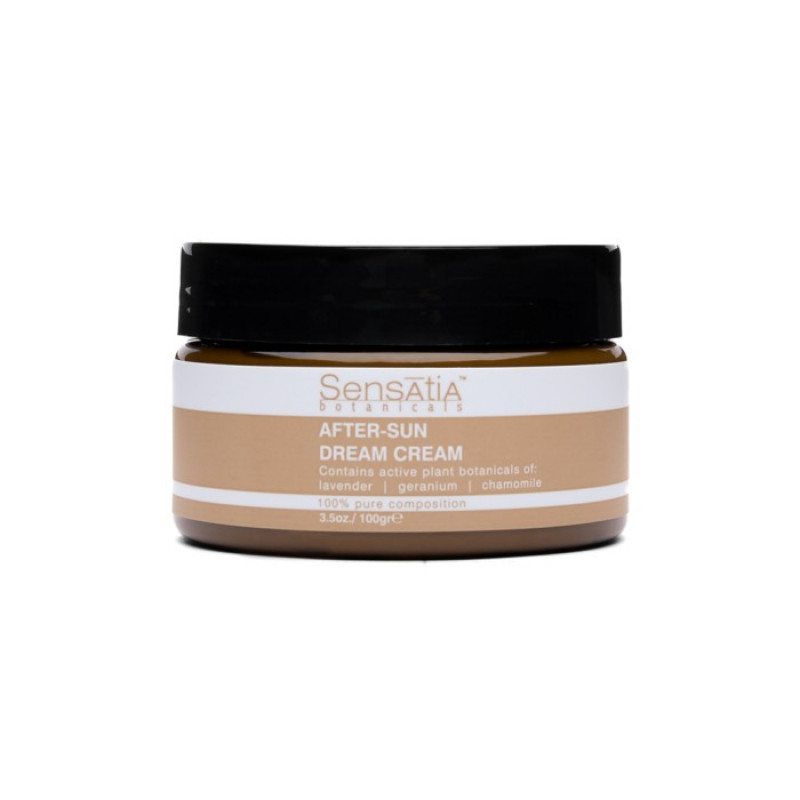 SensatiA™
botanicals
AFTER-SUN
DREAM CREAM
Contains active plant botanicals of:
lavender | geranium | chamomile
100% pure composition
3.5oz./ 100gr℮